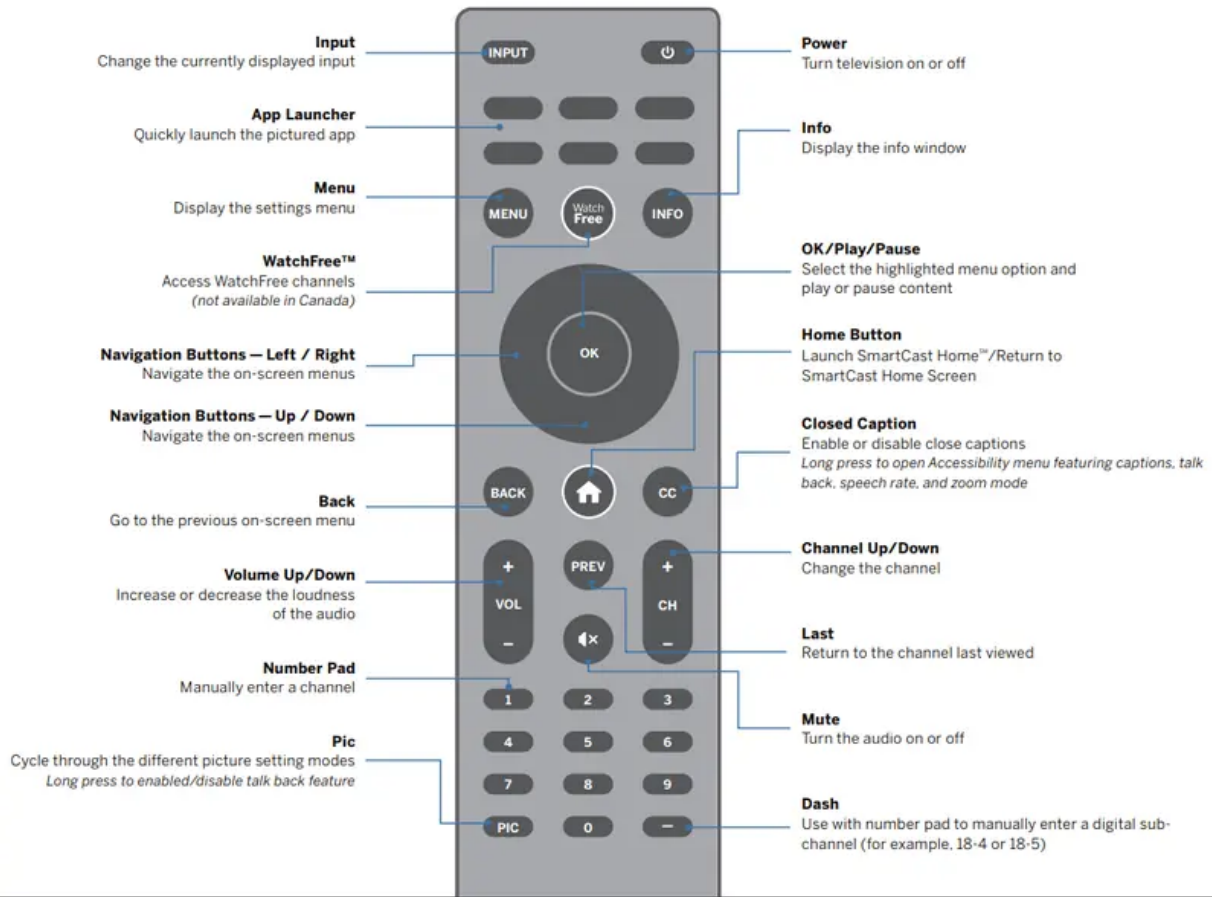 Input
Change the currently displayed input
App Launcher
Quickly launch the pictured app
Menu
Display the settings menu
WatchFree™
Access WatchFree channels
(not available in Canada)
Navigation Buttons — Left / Right
Navigate the on-screen menus
Navigation Buttons — Up / Down
Navigate the on-screen menus
Back
Go to the previous on-screen menu
Volume Up/Down
Increase or decrease the loudness
of the audio
Number Pad
Manually enter a channel
Pic
Cycle through the different picture setting modes
Long press to enabled/disable talk back feature
INPUT
MENU
Watch
Free
INFO
OK
BACK
CC
+
PREV
+
VOL
CH
–
–
1 2 3
4 5 6
7 8 9
PIC 0 –
Power
Turn television on or off
Info
Display the info window
OK/Play/Pause
Select the highlighted menu option and
play or pause content
Home Button
Launch SmartCast Home℠/Return to
SmartCast Home Screen
Closed Caption
Enable or disable close captions
Long press to open Accessibility menu featuring captions, talk
back, speech rate, and zoom mode
Channel Up/Down
Change the channel
Last
Return to the channel last viewed
Mute
Turn the audio on or off
Dash
Use with number pad to manually enter a digital sub-
channel (for example, 18-4 or 18-5)